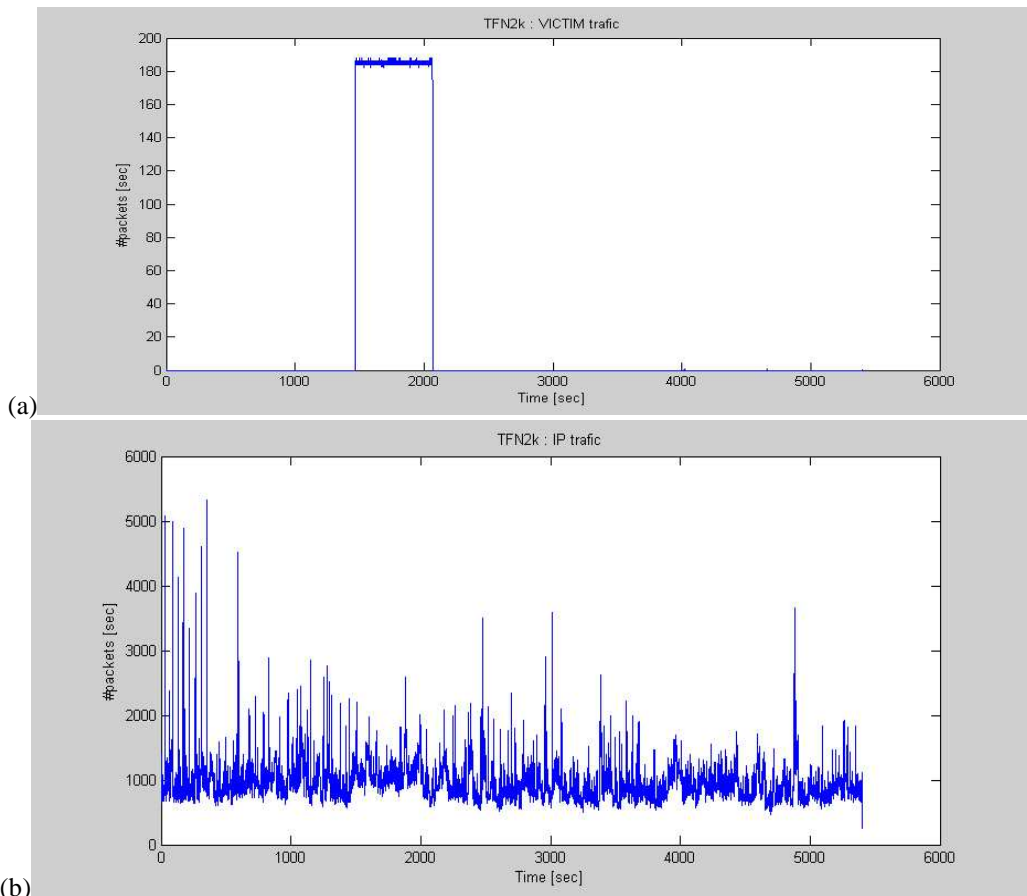 TFN2k : VICTIM trafic
200
180
160
140
120
100
80
60
40
20
0
#packets [sec]
0 1000 2000 3000 4000 5000 6000
Time [sec]
(a)
TFN2k : IP trafic
6000
5000
4000
3000
2000
1000
0
#packets [sec]
0 1000 2000 3000 4000 5000 6000
Time [sec]
(b)